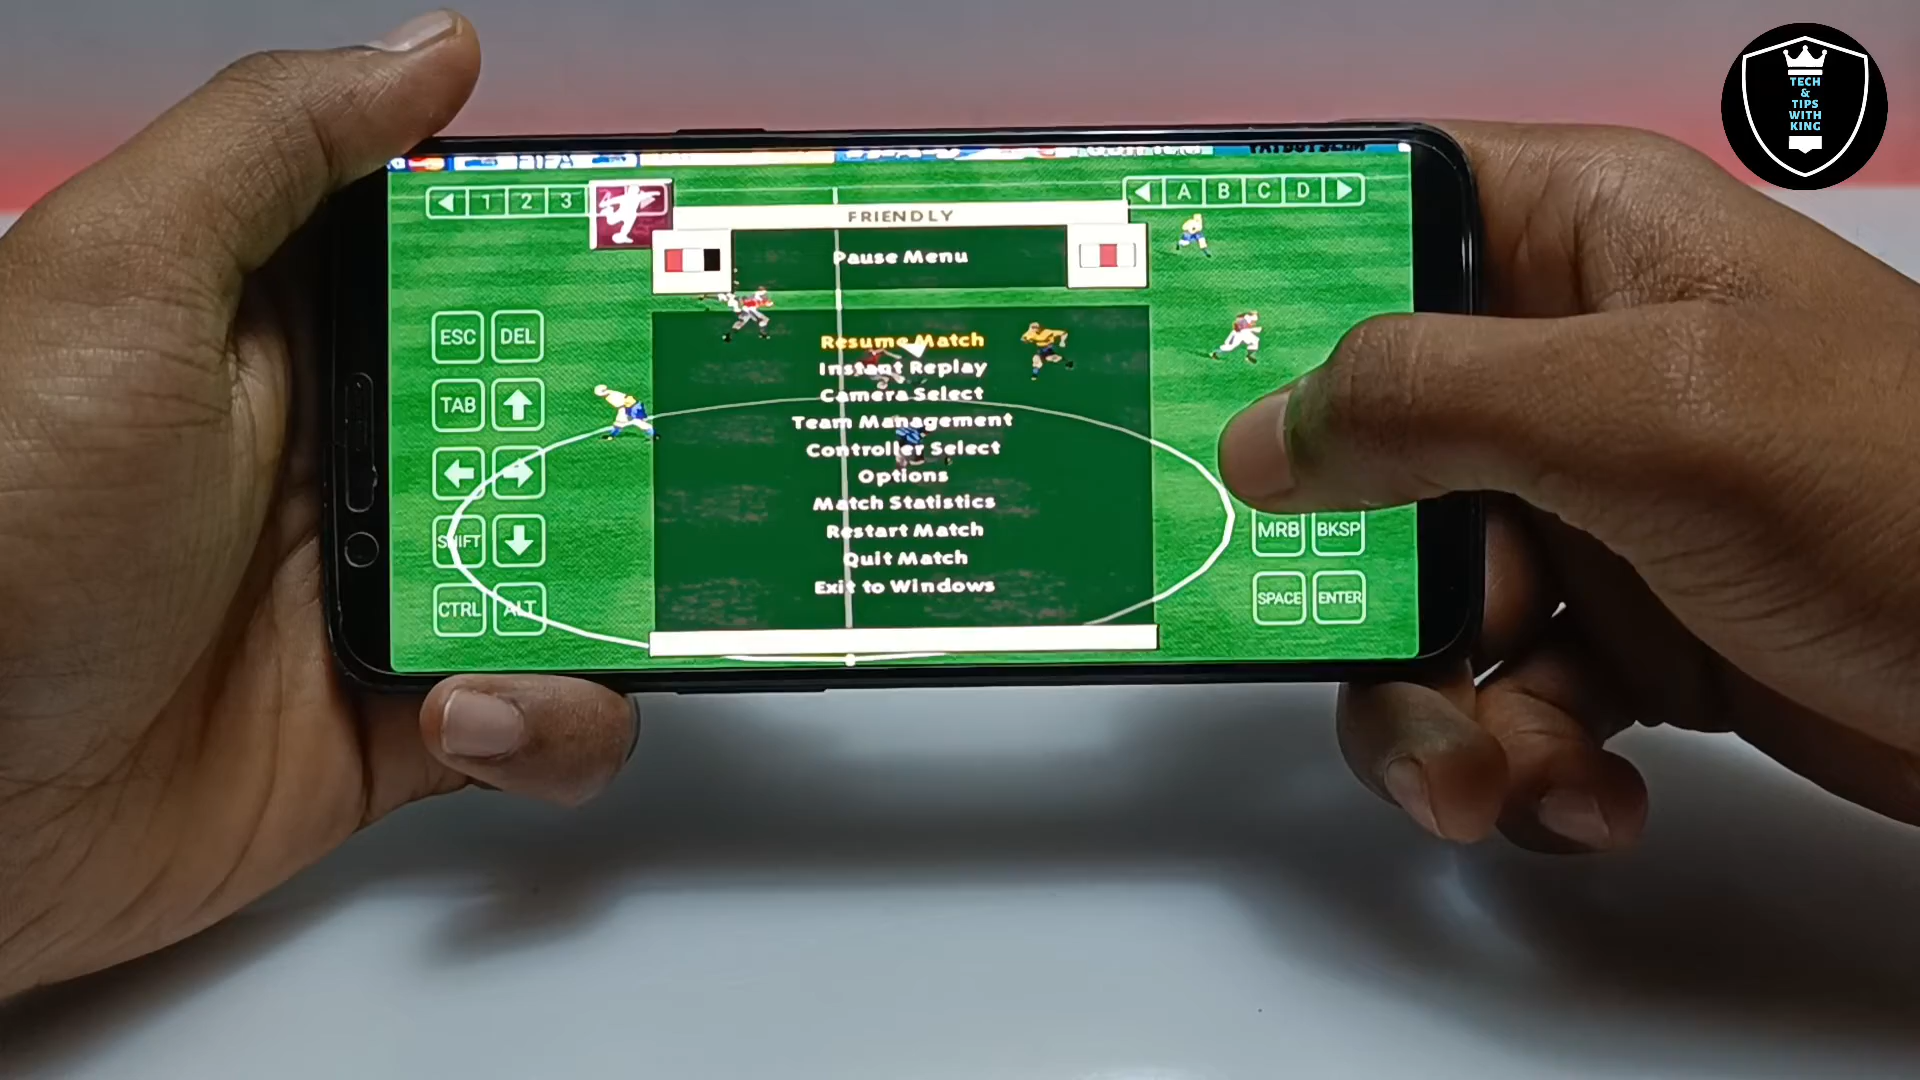 TECH
&
TIPS
WITH
KING
1 2 3
A B C D
FRIENDLY
Pause Menu
ESC DEL
TAB
SHIFT
CTRL ALT
Resume Match
Instant Replay
Camera Select
Team Management
Controller Select
Options
Match Statistics
Restart Match
Quit Match
Exit to Windows
MRB BKSP
SPACE ENTER